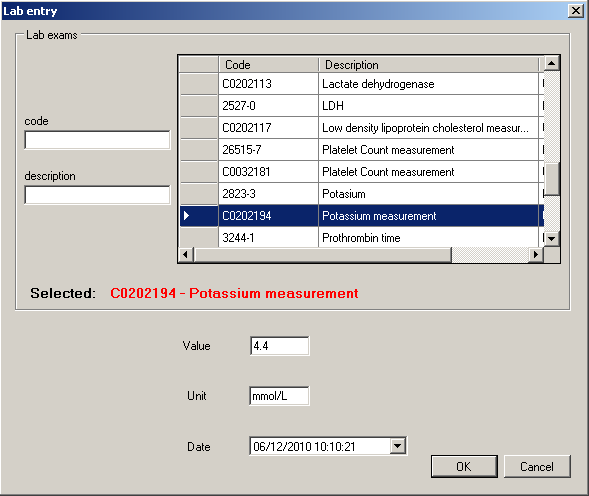 Lab entry
Lab exams
code
description
Code Description
C0202113 Lactate dehydrogenase
2527-0 LDH
C0202117 Low density lipoprotein cholesterol measur...
26515-7 Platelet Count measurement
C0032181 Platelet Count measurement
2823-3 Potasium
C0202194 Potassium measurement
3244-1 Prothrombin time
Selected: C0202194 - Potassium measurement
Value 4.4
Unit mmol/L
Date 06/12/2010 10:10:21
OK Cancel